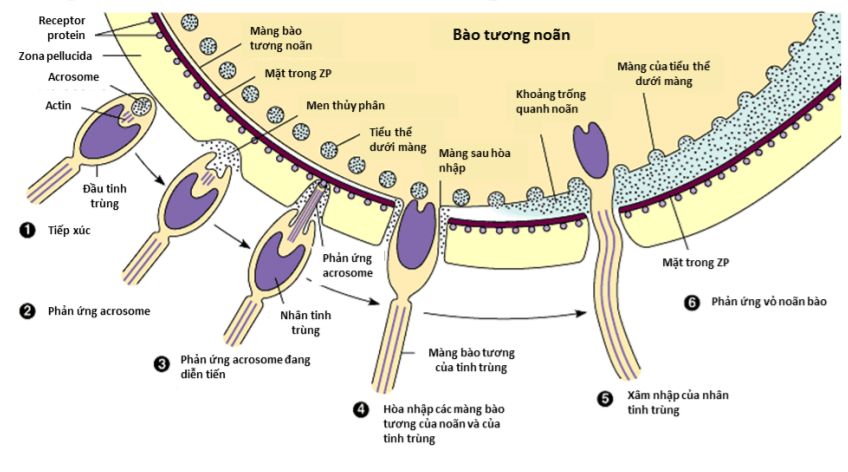 Receptor
protein
Zona pellucida
Acrosome
Actin
Màng bào
tương noãn
Mặt trong ZP
Men thủy phân
Tiểu thể
dưới màng
Màng sau hòa
nhập
Bào tương noãn
Khoảng trống
quanh noãn
Màng của tiểu thể
dưới màng
Đầu tinh
trùng
1 Tiếp xúc
2 Phản ứng acrosome
Phản ứng
acrosome
Nhân tinh
trùng
3 Phản ứng acrosome đang
diễn tiến
Màng bào tương
của tinh trùng
4 Hòa nhập các màng bào
tương của noãn và của
tinh trùng
5 Xâm nhập của nhân
tinh trùng
Mặt trong ZP
6 Phản ứng vỏ noãn bào